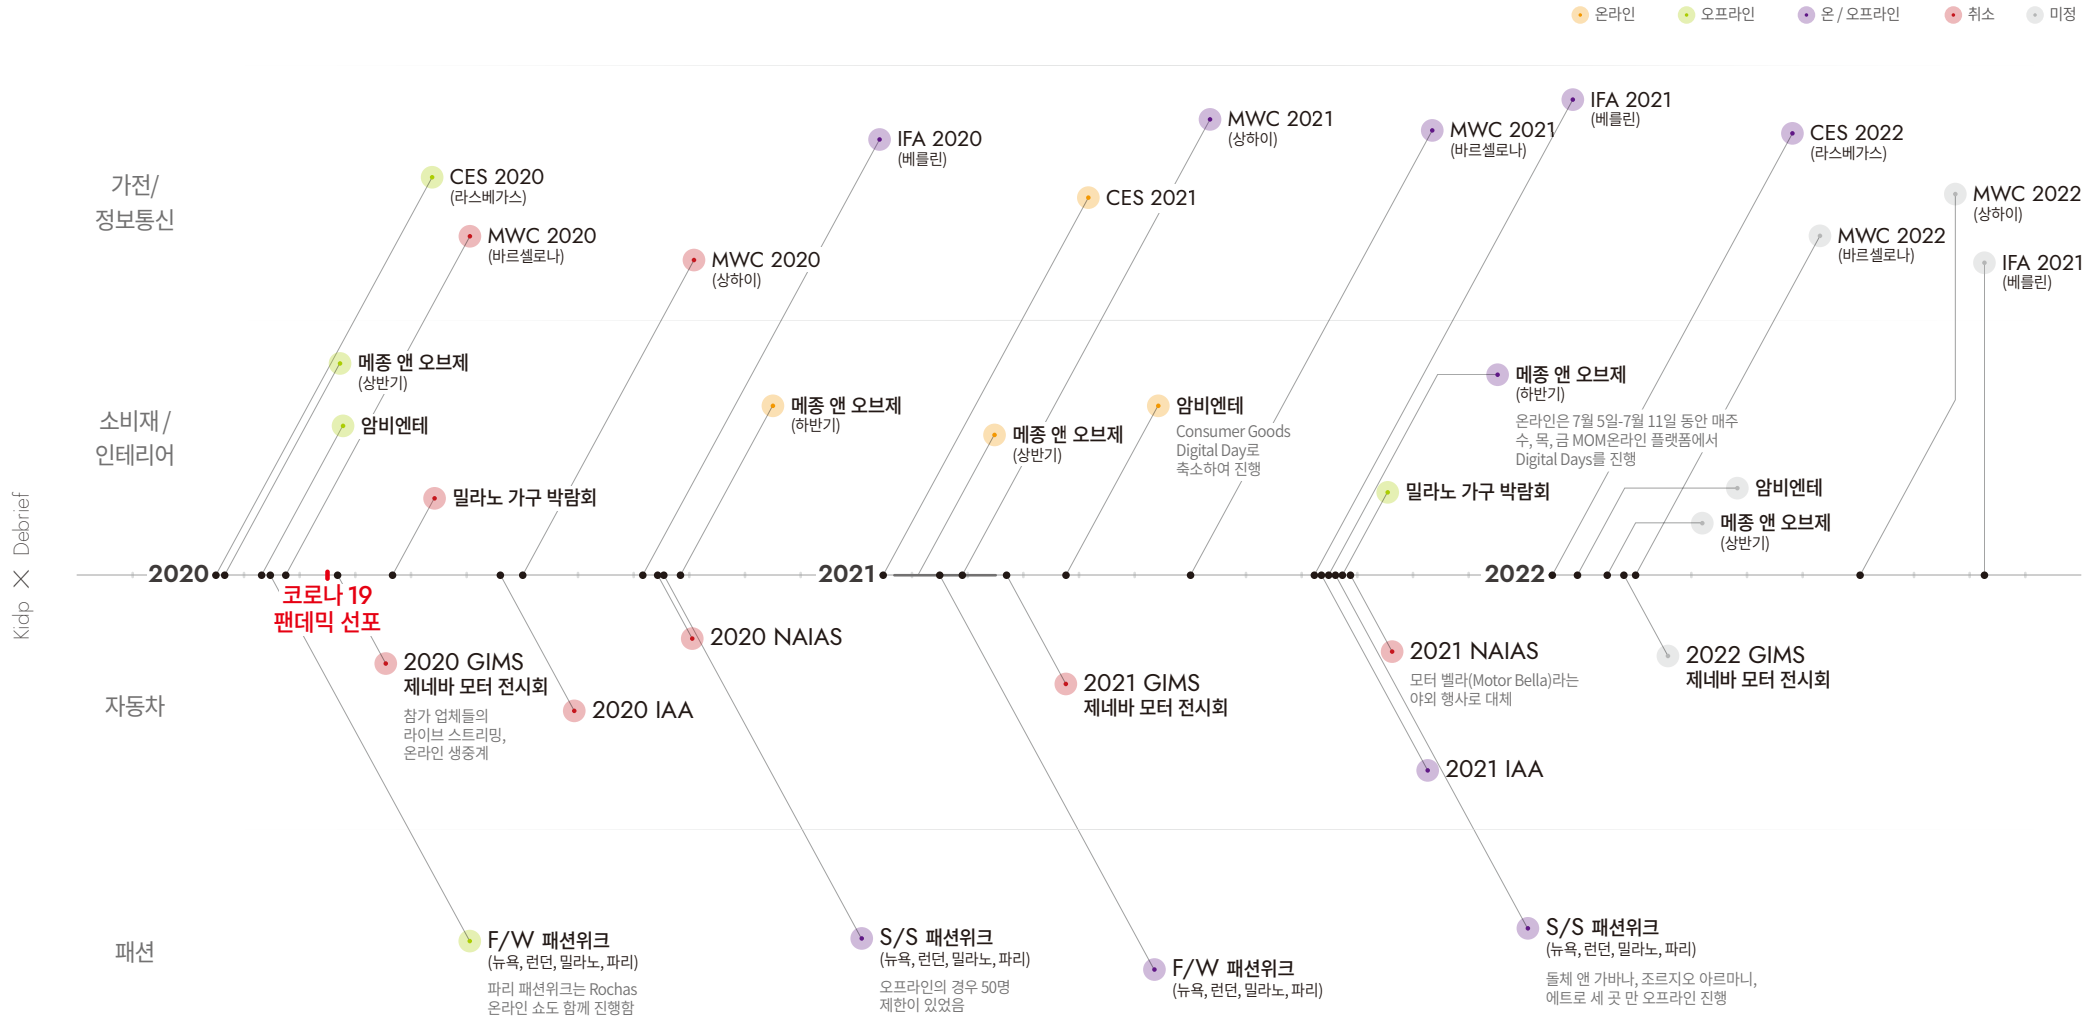 온라인
오프라인
온 / 오프라인
취소
미정
가전/
정보통신
CES 2020
(라스베가스)
MWC 2020
(바르셀로나)
MWC 2020
(상하이)
IFA 2020
(베를린)
CES 2021
MWC 2021
(상하이)
MWC 2021
(바르셀로나)
IFA 2021
(베를린)
CES 2022
(라스베가스)
MWC 2022
(바르셀로나)
MWC 2022
(상하이)
IFA 2021
(베를린)
소비재 /
인테리어
메종 앤 오브제
(상반기)
암비엔테
밀라노 가구 박람회
메종 앤 오브제
(하반기)
메종 앤 오브제
(상반기)
암비엔테
Consumer Goods
Digital Day로
축소하여 진행
메종 앤 오브제
(하반기)
온라인은 7월 5일-7월 11일 동안 매주
수, 목, 금 MOM온라인 플랫폼에서
Digital Days를 진행
밀라노 가구 박람회
암비엔테
메종 앤 오브제
(상반기)
2020
2021
2022
코로나 19
팬데믹 선포
자동차
2020 GIMS
제네바 모터 전시회
참가 업체들의
라이브 스트리밍,
온라인 생중계
2020 IAA
2020 NAIAS
2021 GIMS
제네바 모터 전시회
2021 NAIAS
모터 벨라(Motor Bella)라는
야외 행사로 대체
2021 IAA
2022 GIMS
제네바 모터 전시회
패션
F/W 패션위크
(뉴욕, 런던, 밀라노, 파리)
파리 패션위크는 Rochas
온라인 쇼도 함께 진행함
S/S 패션위크
(뉴욕, 런던, 밀라노, 파리)
오프라인의 경우 50명
제한이 있었음
F/W 패션위크
(뉴욕, 런던, 밀라노, 파리)
S/S 패션위크
(뉴욕, 런던, 밀라노, 파리)
돌체 앤 가바나, 조르지오 아르마니,
에트로 세 곳 만 오프라인 진행
Kidp X Debrief